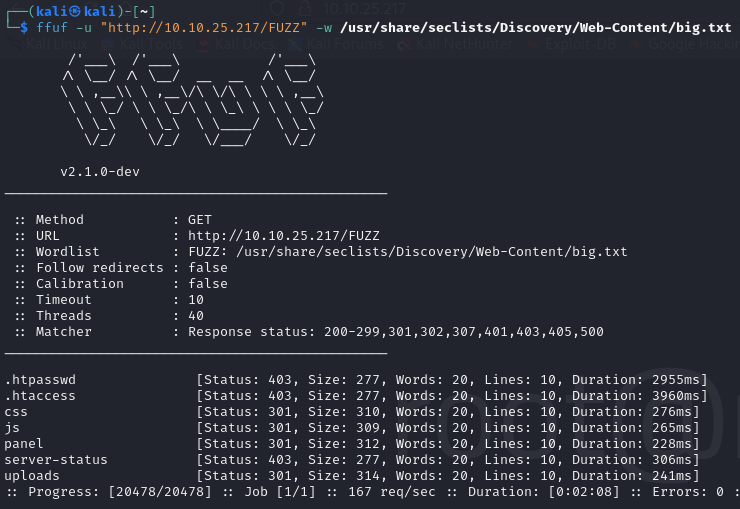 ┌──(kali㉿kali)-[~]
└─$ ffuf -u "http://10.10.25.217/FUZZ" -w /usr/share/seclists/Discovery/Web-Content/big.txt
v2.1.0-dev
:: Method : GET
:: URL : http://10.10.25.217/FUZZ
:: Wordlist : FUZZ: /usr/share/seclists/Discovery/Web-Content/big.txt
:: Follow redirects : false
:: Calibration : false
:: Timeout : 10
:: Threads : 40
:: Matcher : Response status: 200-299,301,302,307,401,403,405,500
.htpasswd [Status: 403, Size: 277, Words: 20, Lines: 10, Duration: 2955ms]
.htaccess [Status: 403, Size: 277, Words: 20, Lines: 10, Duration: 3960ms]
css [Status: 301, Size: 310, Words: 20, Lines: 10, Duration: 276ms]
js [Status: 301, Size: 309, Words: 20, Lines: 10, Duration: 265ms]
panel [Status: 301, Size: 312, Words: 20, Lines: 10, Duration: 228ms]
server-status [Status: 403, Size: 277, Words: 20, Lines: 10, Duration: 306ms]
uploads [Status: 301, Size: 314, Words: 20, Lines: 10, Duration: 241ms]
:: Progress: [20478/20478] :: Job [1/1] :: 167 req/sec :: Duration: [0:02:08] :: Errors: 0 :